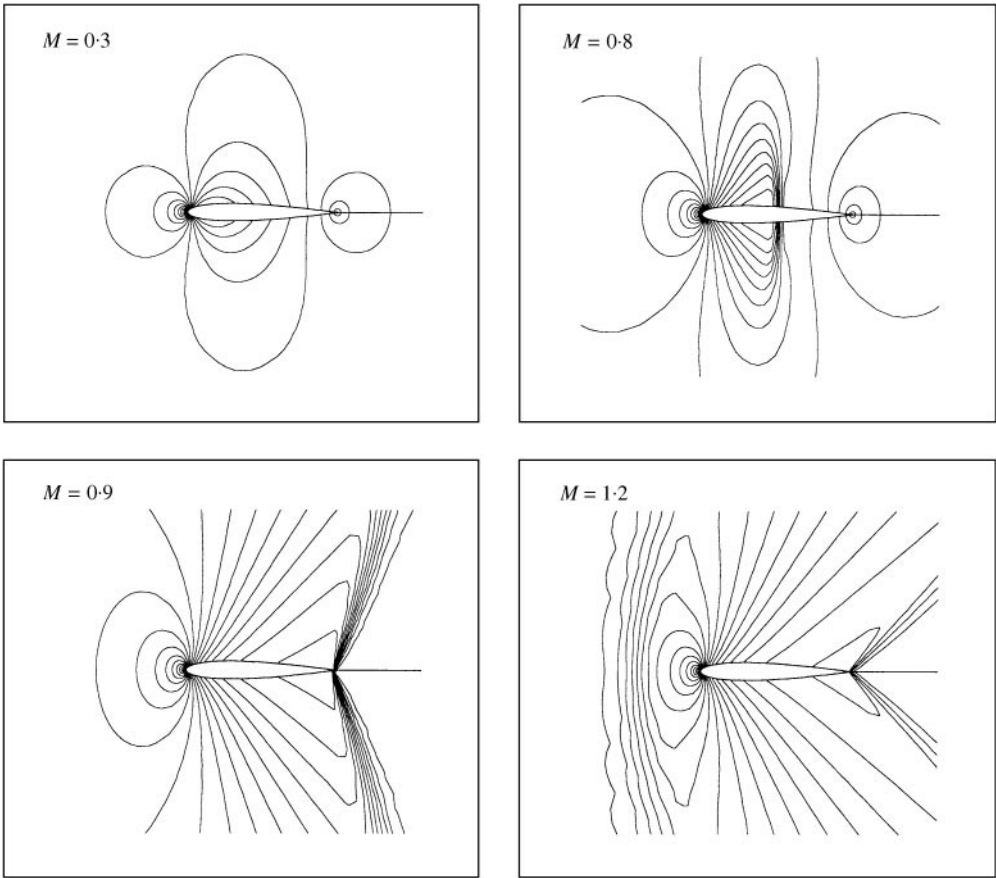 M = 0·3
M = 0·8
M = 0·9
M = 1·2